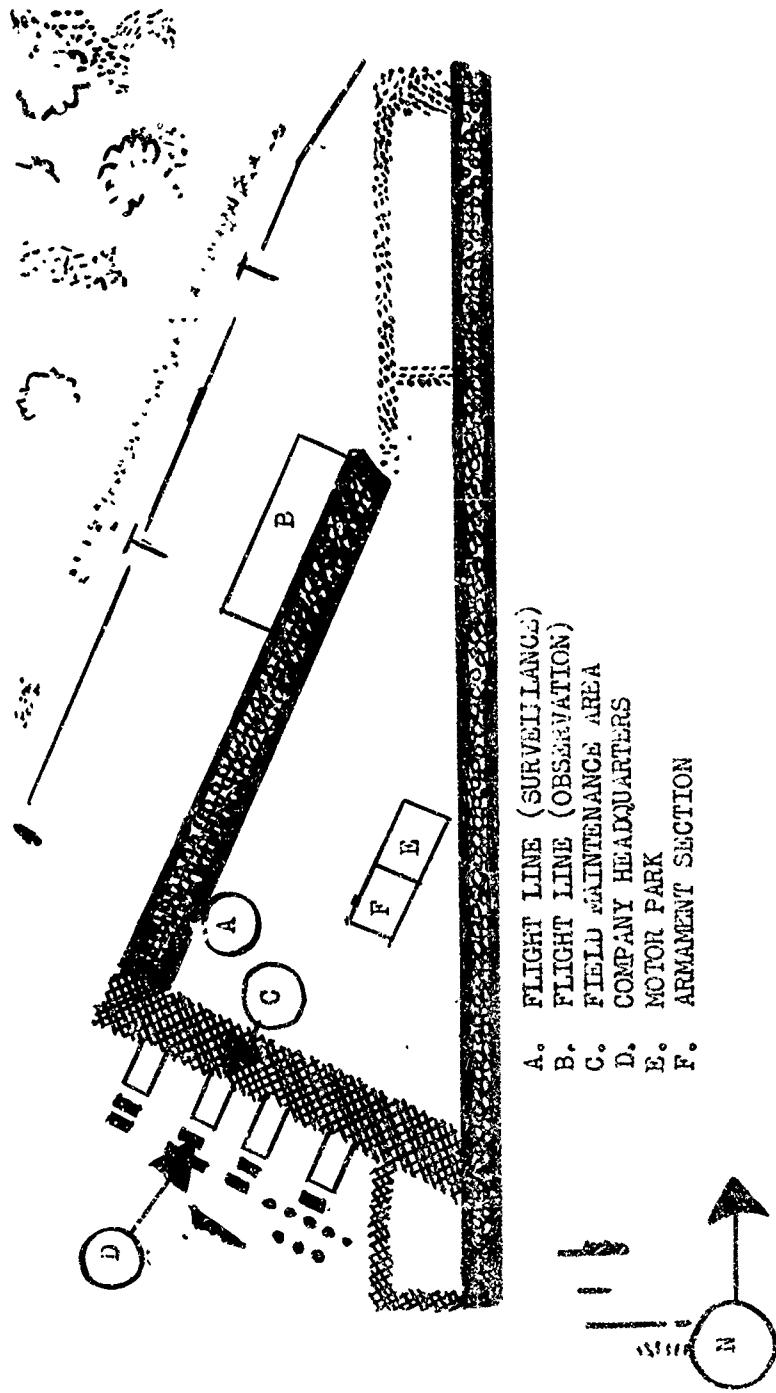 D
C
A
B
F
E
A. FLIGHT LINE (SURVEILLANCE)
B. FLIGHT LINE (OBSERVATION)
C. FIELD MAINTENANCE AREA
D. COMPANY HEADQUARTERS
E. MOTOR PARK
F. ARMAMENT SECTION
N